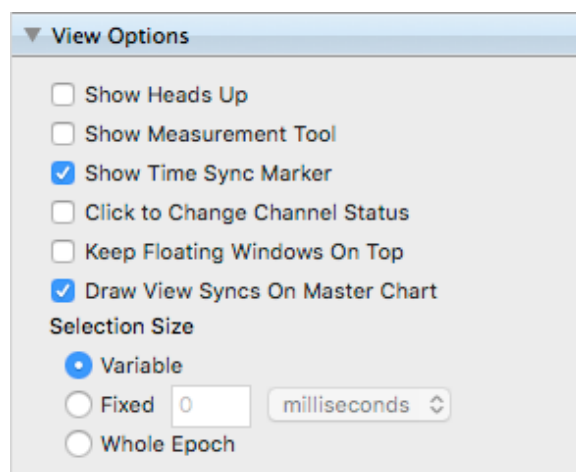 View Options
Show Heads Up
Show Measurement Tool
Show Time Sync Marker
Click to Change Channel Status
Keep Floating Windows On Top
Draw View Syncs On Master Chart
Selection Size
Variable
Fixed 0 milliseconds
Whole Epoch